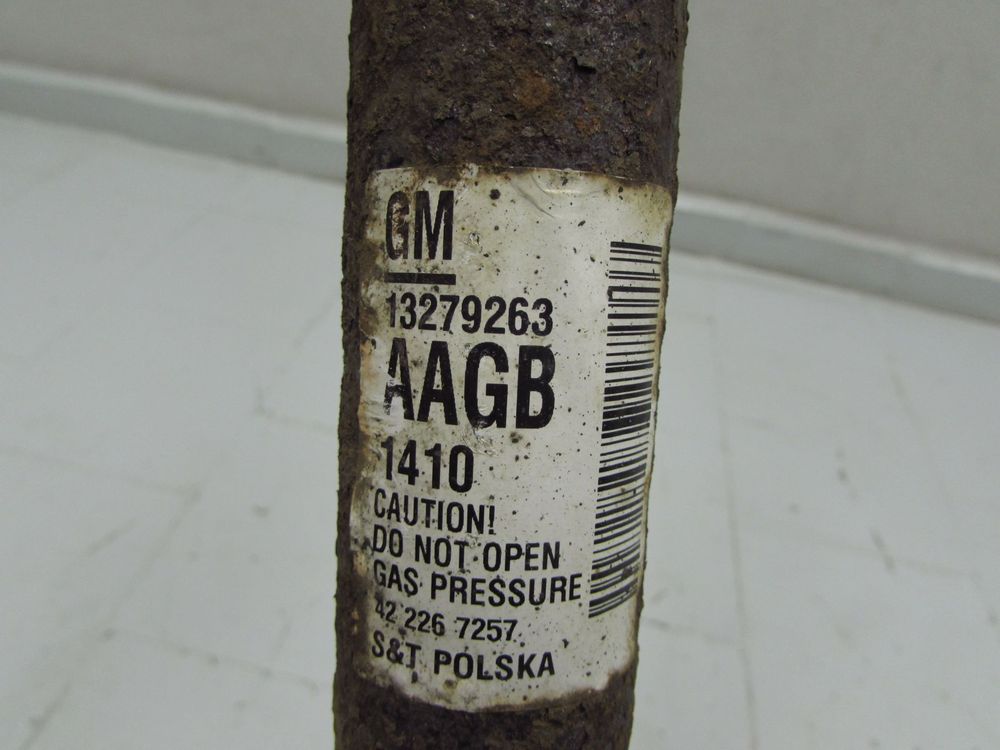 GM
13279263
AAGB
1410
CAUTION!
DO NOT OPEN
GAS PRESSURE
42 226 7257
S&T POLSKA